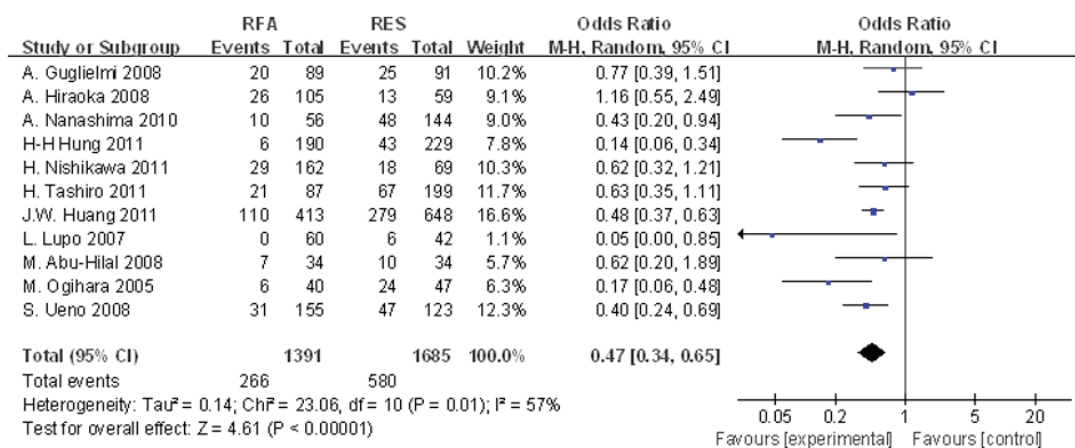 RFA RES Odds Ratio Odds Ratio
Study or Subgroup Events Total Events Total Weight M-H, Random, 95% CI M-H, Random, 95% CI
A. Guglielmi 2008 20 89 25 91 10.2% 0.77 [0.39, 1.51]
A. Hiraoka 2008 26 105 13 59 9.1% 1.16 [0.55, 2.49]
A. Nanashima 2010 10 56 48 144 9.0% 0.43 [0.20, 0.94]
H-H Hung 2011 6 190 43 229 7.8% 0.14 [0.06, 0.34]
H. Nishikawa 2011 29 162 18 69 9.1% 0.62 [0.32, 1.21]
H. Tashiro 2011 21 87 67 199 11.7% 0.63 [0.35, 1.11]
J.W. Huang 2011 110 413 279 648 16.6% 0.48 [0.37, 0.63]
L. Lupo 2007 0 60 6 42 1.1% 0.05 [0.00, 0.85]
M. Abu-Hilal 2008 7 34 10 34 5.7% 0.62 [0.20, 1.89]
M. Ogihara 2005 6 40 24 47 6.3% 0.17 [0.06, 0.48]
S. Ueno 2008 31 155 47 123 12.3% 0.40 [0.24, 0.69]
Total (95% CI) 1391 1685 100.0% 0.47 [0.34, 0.65]
Total events 266 580
Heterogeneity: Tau² = 0.14; Chi² = 23.06, df = 10 (P = 0.01); I² = 57%
Test for overall effect: Z = 4.61 (P < 0.00001)
0.05 0.2 1 5 20
Favours [experimental] Favours [control]